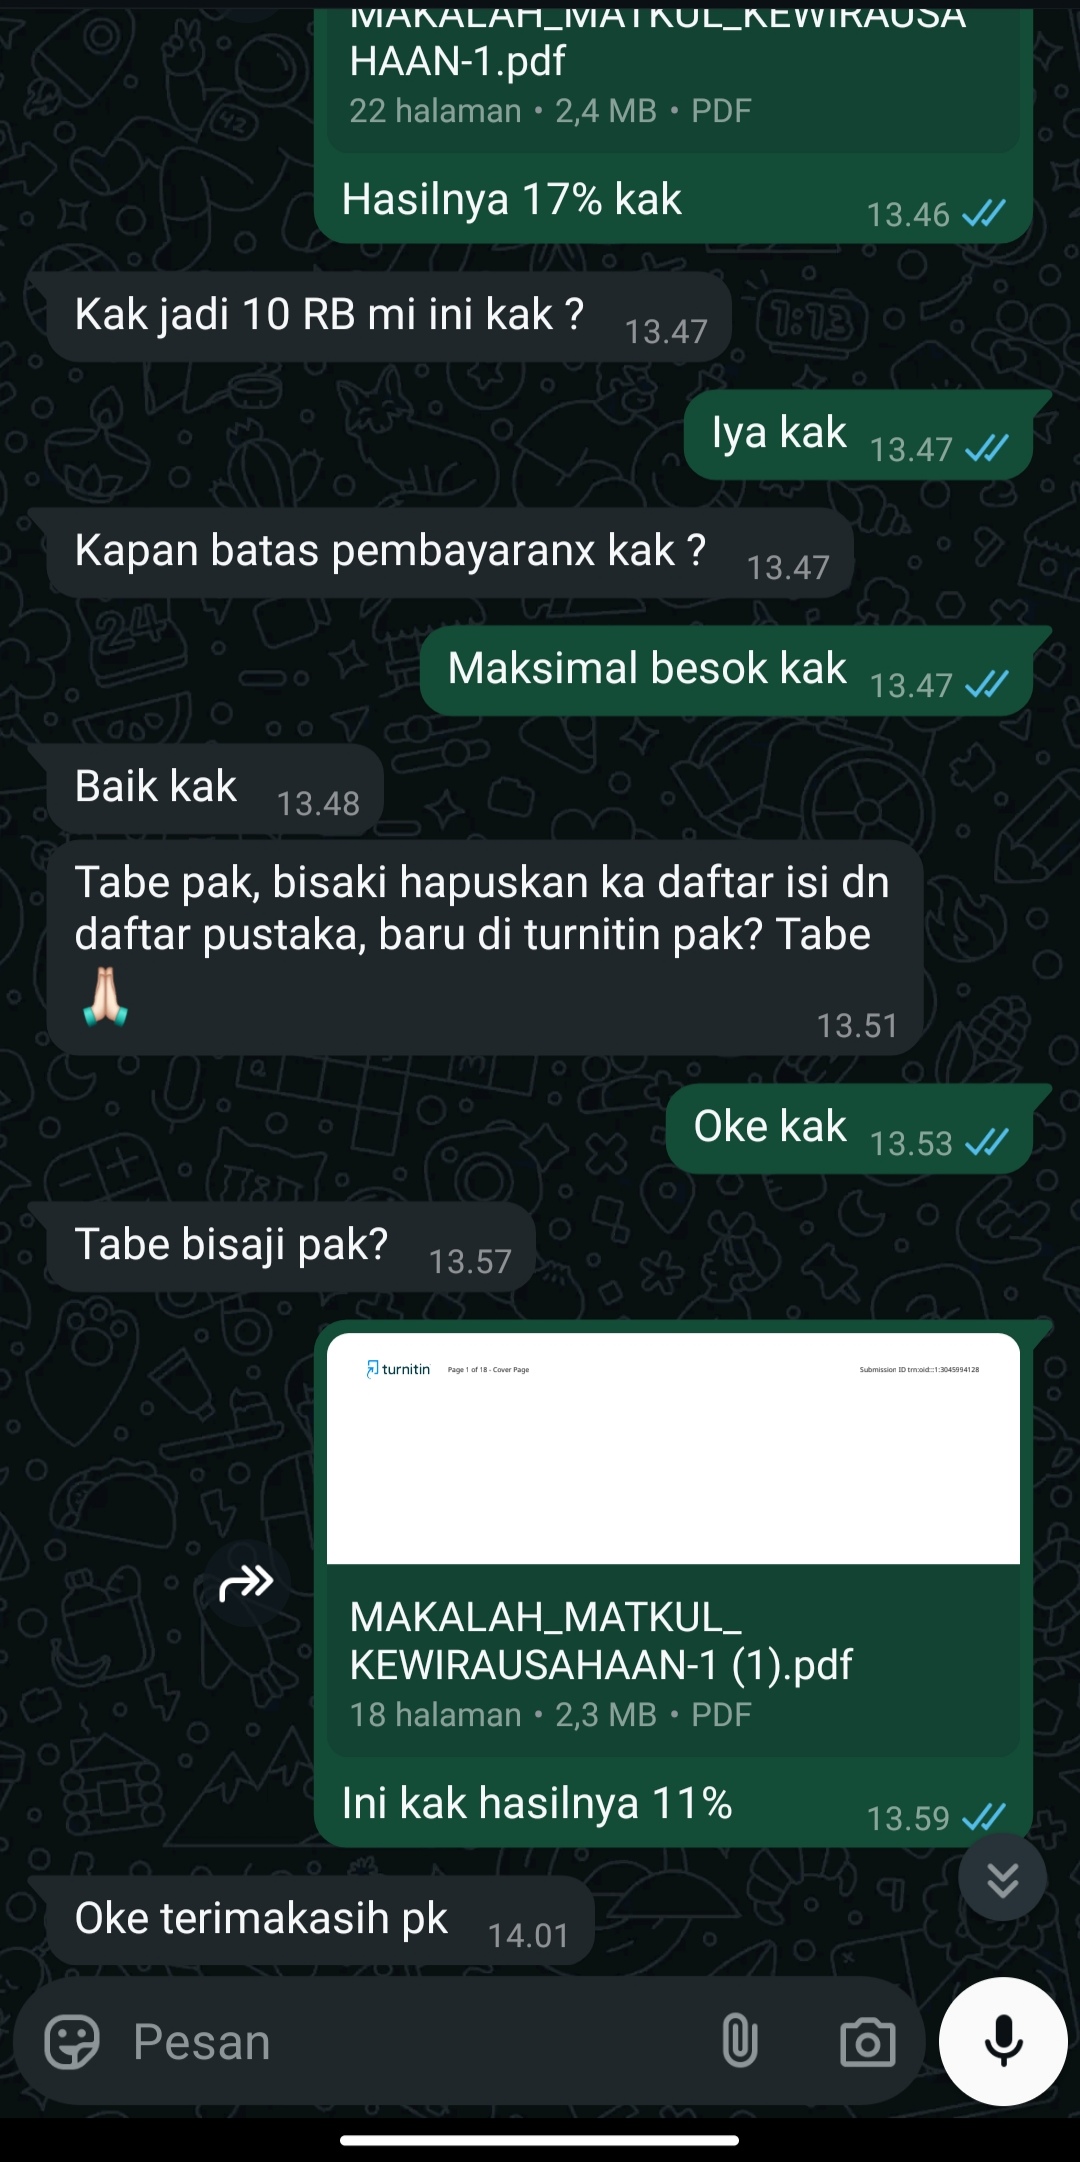 MAKALAH_MATKUL_KEWIRAUSA
HAAN-1.pdf
22 halaman • 2,4 MB • PDF
Hasilnya 17% kak
13.46
Kak jadi 10 RB mi ini kak ?
13.47
Iya kak
13.47
Kapan batas pembayaranx kak ?
13.47
Maksimal besok kak
13.47
Baik kak
13.48
Tabe pak, bisaki hapuskan ka daftar isi dn
daftar pustaka, baru di turnitin pak? Tabe
🙏🏻
13.51
Oke kak
13.53
Tabe bisaji pak?
13.57
turnitin Page 1 of 18 - Cover Page Submission ID trn:oid:::1:3045994128
MAKALAH_MATKUL_
KEWIRAUSAHAAN-1 (1).pdf
18 halaman • 2,3 MB • PDF
Ini kak hasilnya 11%
13.59
Oke terimakasih pk
14.01
Pesan